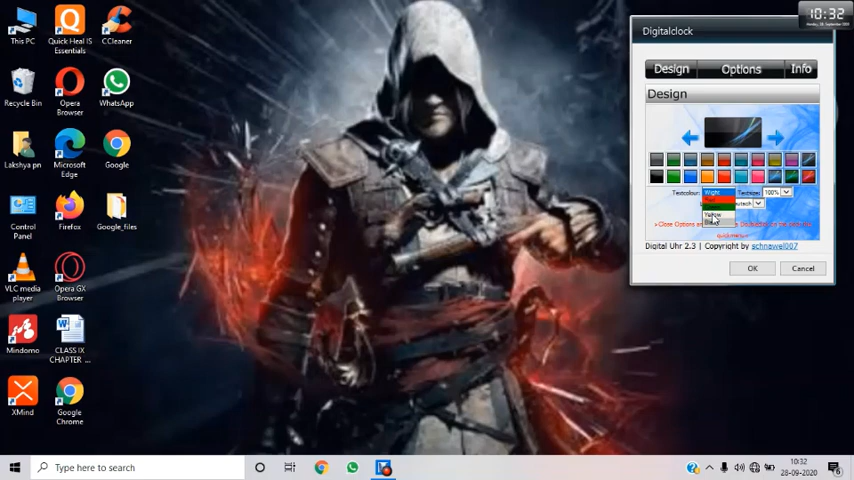 This PC
Quick Heal IS
Essentials
CCleaner
10:32
Digitalclock
Recycle Bin
Opera
Browser
WhatsApp
Design
Options
Info
Design
Lakshya pn
Microsoft
Edge
Google
Textcolour:
Wight
100%
Yellow
Control
Panel
Firefox
Google_files
Digital Uhr 2.3 | Copyright by schnawel007
OK
Cancel
VLC media
player
Opera GX
Browser
Mindomo
CLASS IX
CHAPTER ...
XMind
Google
Chrome
Type here to search
10:32
28-09-2020